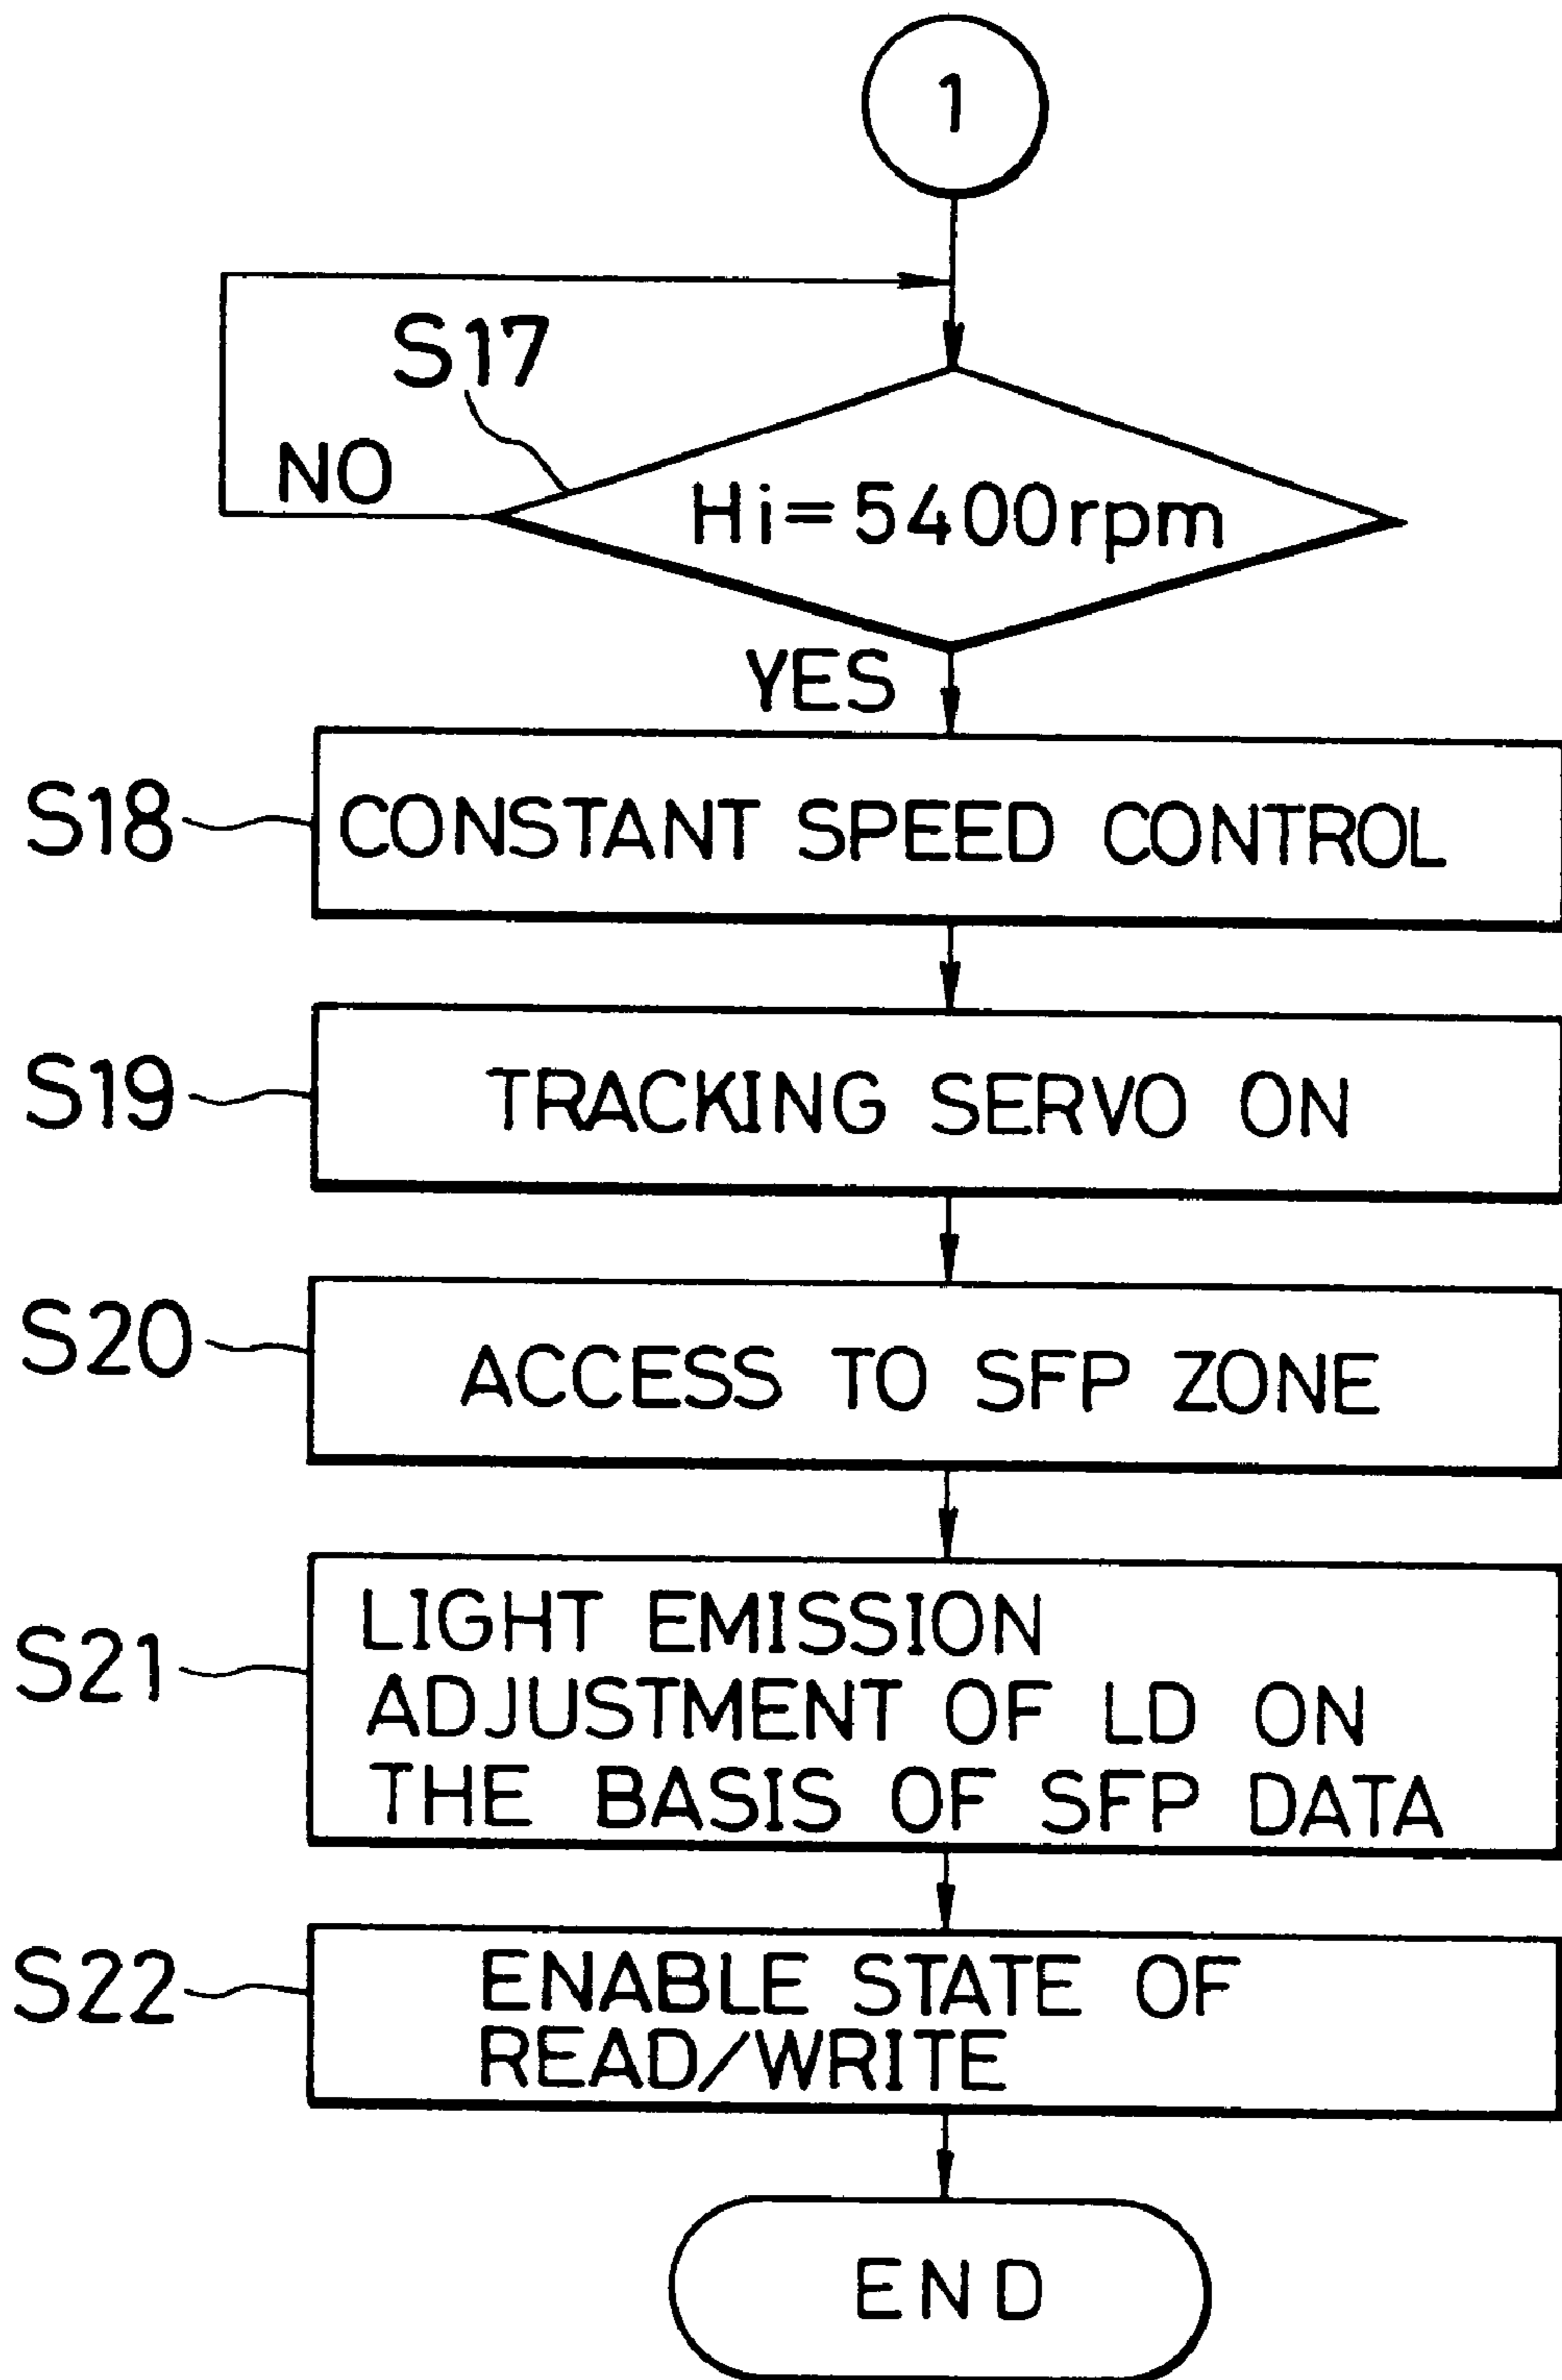 1
S17
NO
Hi=5400rpm
YES
S18
CONSTANT SPEED CONTROL
S19
TRACKING SERVO ON
S20
ACCESS TO SFP ZONE
S21
LIGHT EMISSION
ADJUSTMENT OF LD ON
THE BASIS OF SFP DATA
S22
ENABLE STATE OF
READ/WRITE
END